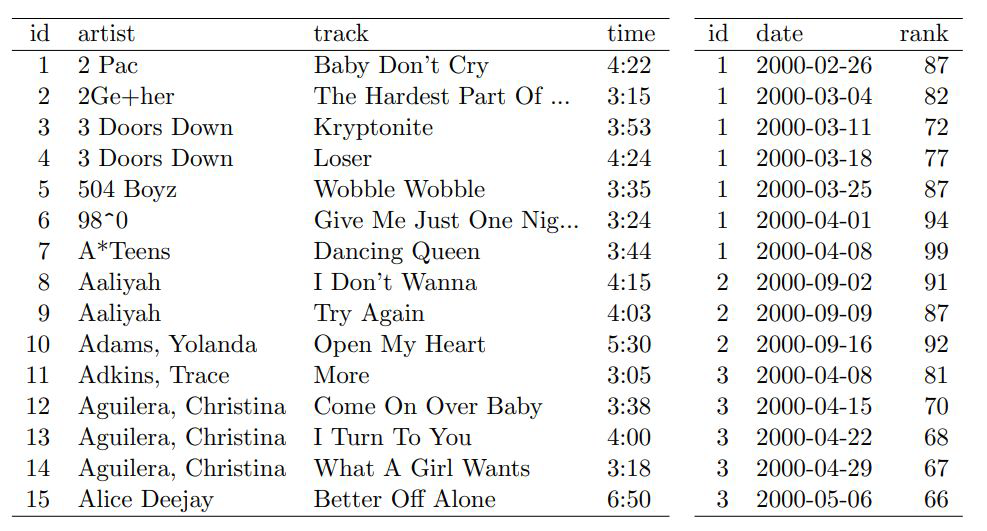 id artist track time id date rank
1 2 Pac Baby Don't Cry 4:22 1 2000-02-26 87
2 2Ge+her The Hardest Part Of ... 3:15 1 2000-03-04 82
3 3 Doors Down Kryptonite 3:53 1 2000-03-11 72
4 3 Doors Down Loser 4:24 1 2000-03-18 77
5 504 Boyz Wobble Wobble 3:35 1 2000-03-25 87
6 98^0 Give Me Just One Nig... 3:24 1 2000-04-01 94
7 A*Teens Dancing Queen 3:44 1 2000-04-08 99
8 Aaliyah I Don't Wanna 4:15 2 2000-09-02 91
9 Aaliyah Try Again 4:03 2 2000-09-09 87
10 Adams, Yolanda Open My Heart 5:30 2 2000-09-16 92
11 Adkins, Trace More 3:05 3 2000-04-08 81
12 Aguilera, Christina Come On Over Baby 3:38 3 2000-04-15 70
13 Aguilera, Christina I Turn To You 4:00 3 2000-04-22 68
14 Aguilera, Christina What A Girl Wants 3:18 3 2000-04-29 67
15 Alice Deejay Better Off Alone 6:50 3 2000-05-06 66